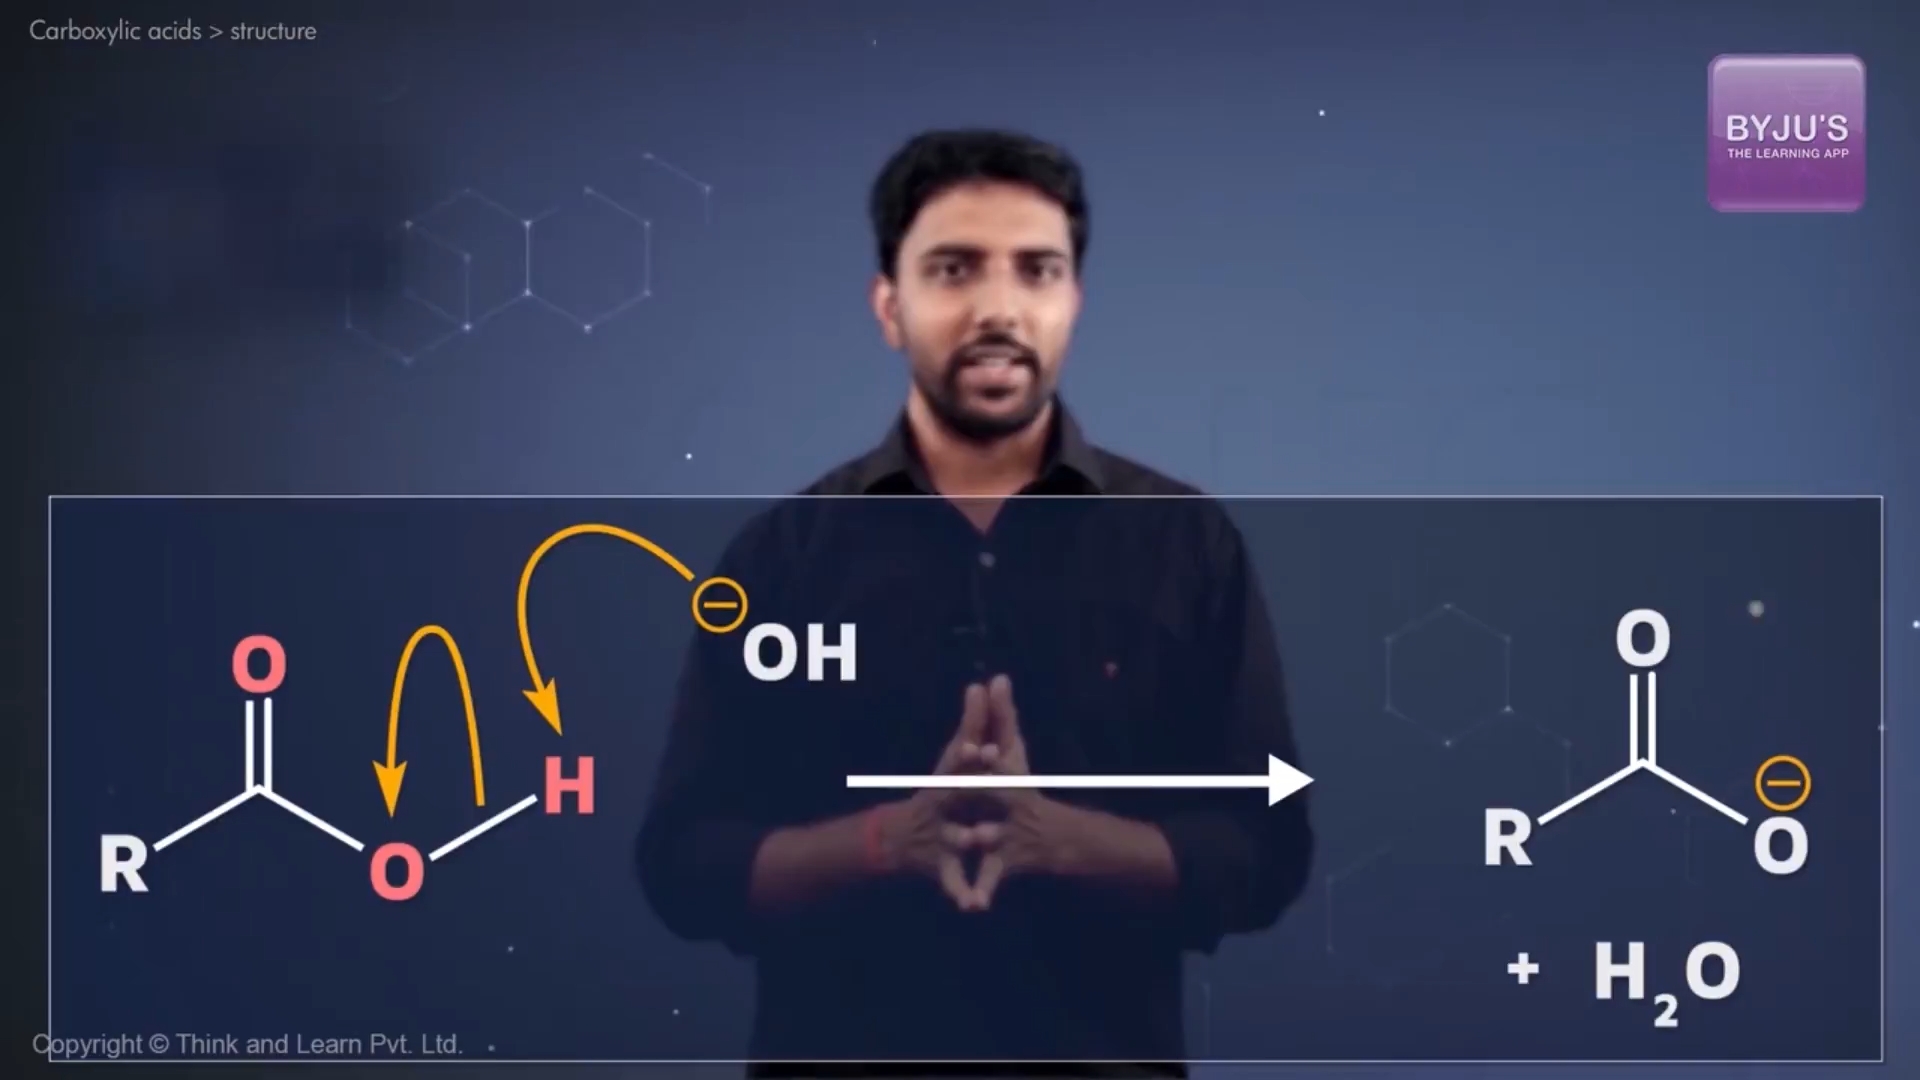 Carboxylic acids > structure
BYJU'S
THE LEARNING APP
⊖
OH
O
H
R
O
O
⊖
R
O
+ H₂O
Copyright © Think and Learn Pvt. Ltd.